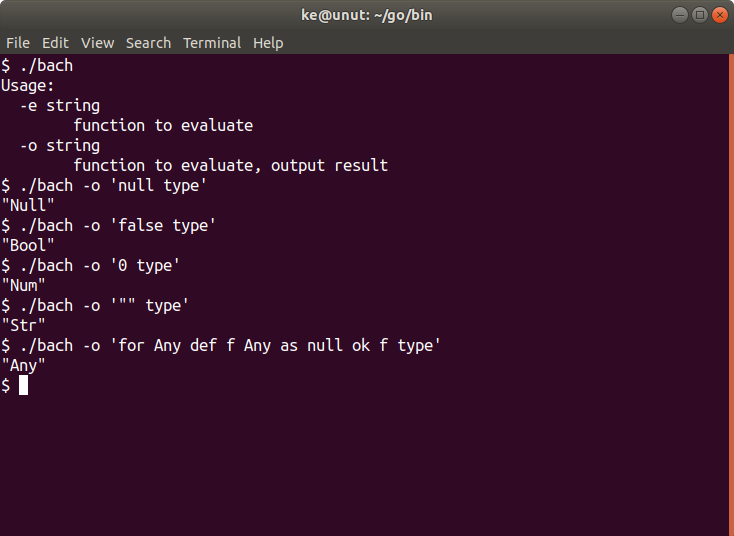 ke@unut: ~/go/bin
File Edit View Search Terminal Help
$ ./bach
Usage:
  -e string
        function to evaluate
  -o string
        function to evaluate, output result
$ ./bach -o 'null type'
"Null"
$ ./bach -o 'false type'
"Bool"
$ ./bach -o '0 type'
"Num"
$ ./bach -o '"" type'
"Str"
$ ./bach -o 'for Any def f Any as null ok f type'
"Any"
$